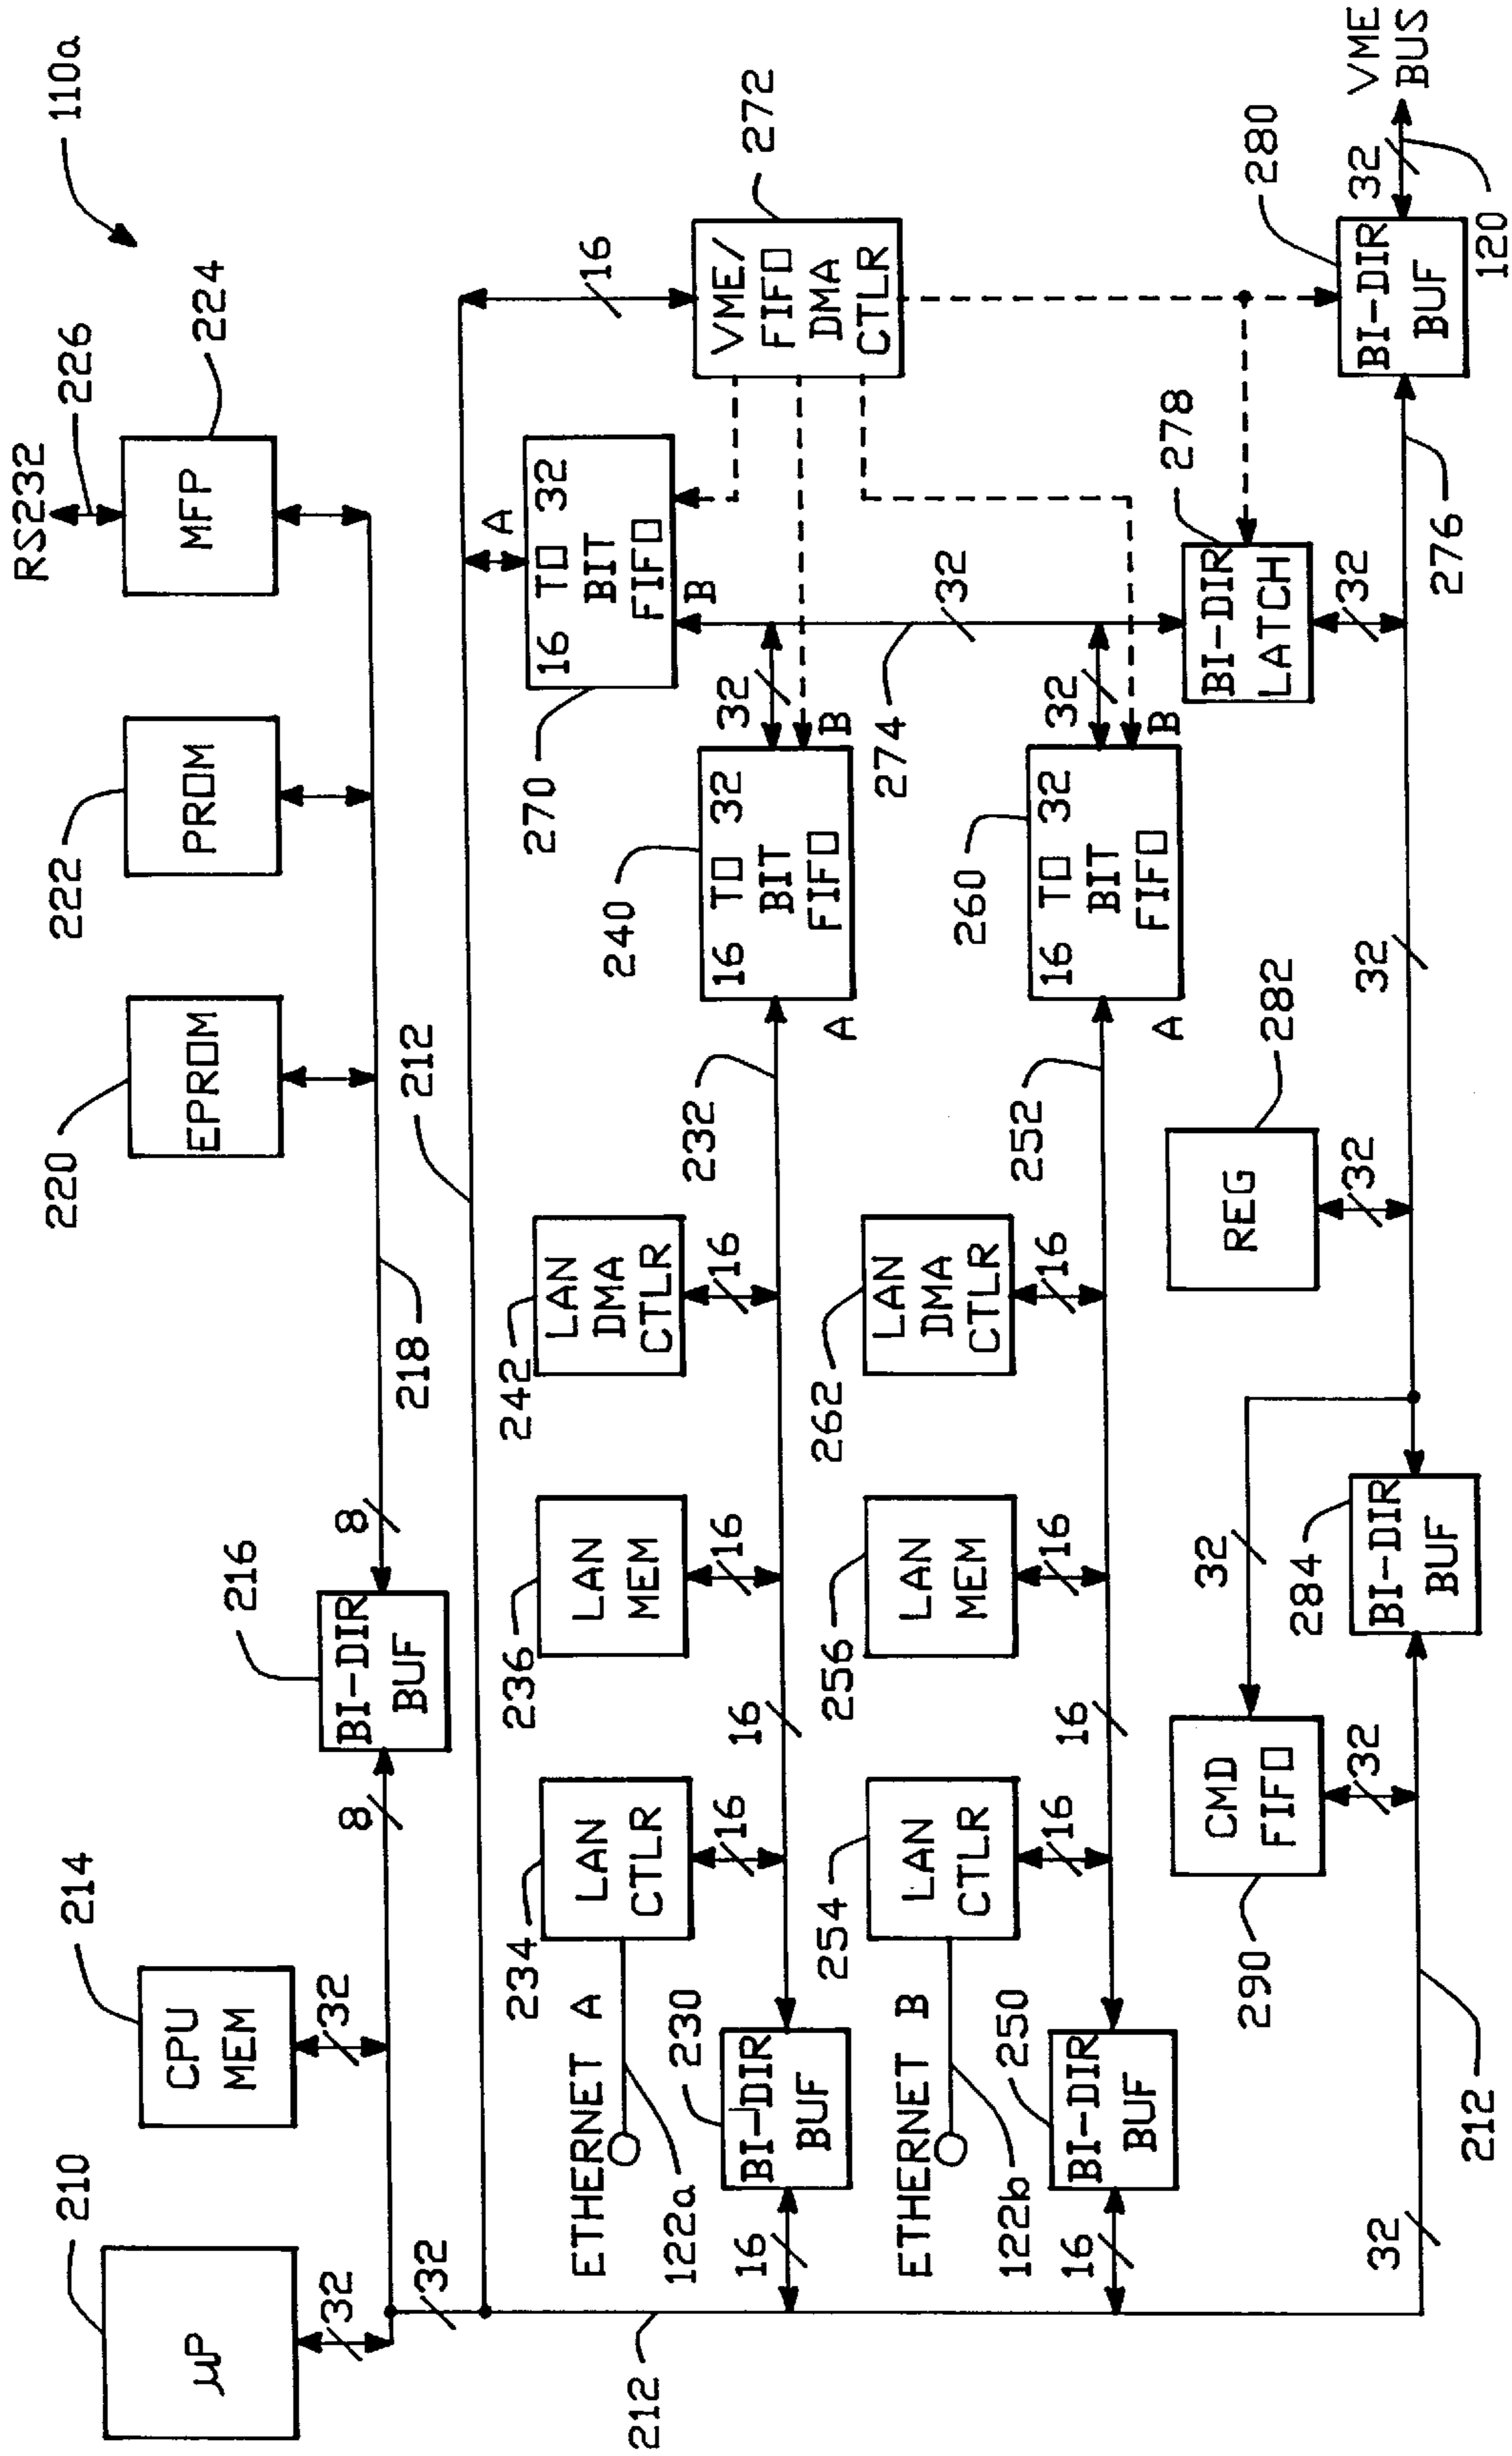 110a
RS232
226
224
MFP
222
PROM
220
EPROM
216
8
BI-DIR
BUF
8
218
214
CPU
MEM
32
210
μP
32
32
212
212
16
272
VME/
FIFO
DMA
CTLR
A
16 TO 32
BIT
FIFO
B
270
ETHERNET A
122a
234
LAN
CTLR
16
236
LAN
MEM
16
242
LAN
DMA
CTLR
16
16
230
BI-DIR
BUF
16
232
A
240
16 TO 32
BIT
FIFO
B
32
274
32
ETHERNET B
122b
254
LAN
CTLR
16
256
LAN
MEM
16
262
LAN
DMA
CTLR
16
16
250
BI-DIR
BUF
16
252
A
260
16 TO 32
BIT
FIFO
B
32
278
BI-DIR
LATCH
32
290
CMD
FIFO
32
32
284
BI-DIR
BUF
282
REG
32
32
276
280
BI-DIR
BUF
32
VME
BUS
120
32
212